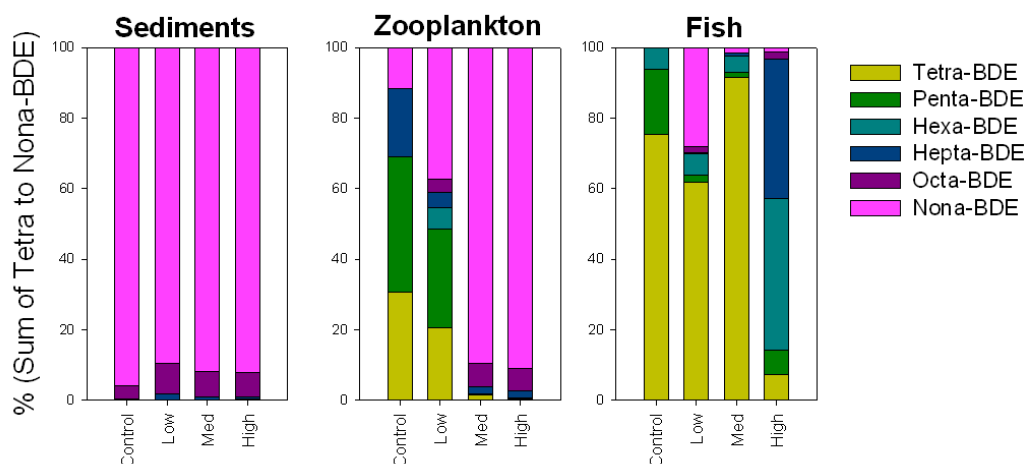 Sediments
Zooplankton
Fish
% (Sum of Tetra to Nona-BDE)
100
80
60
40
20
0
Control
Low
Med
High
100
80
60
40
20
0
Control
Low
Med
High
100
80
60
40
20
0
Control
Low
Med
High
Tetra-BDE
Penta-BDE
Hexa-BDE
Hepta-BDE
Octa-BDE
Nona-BDE